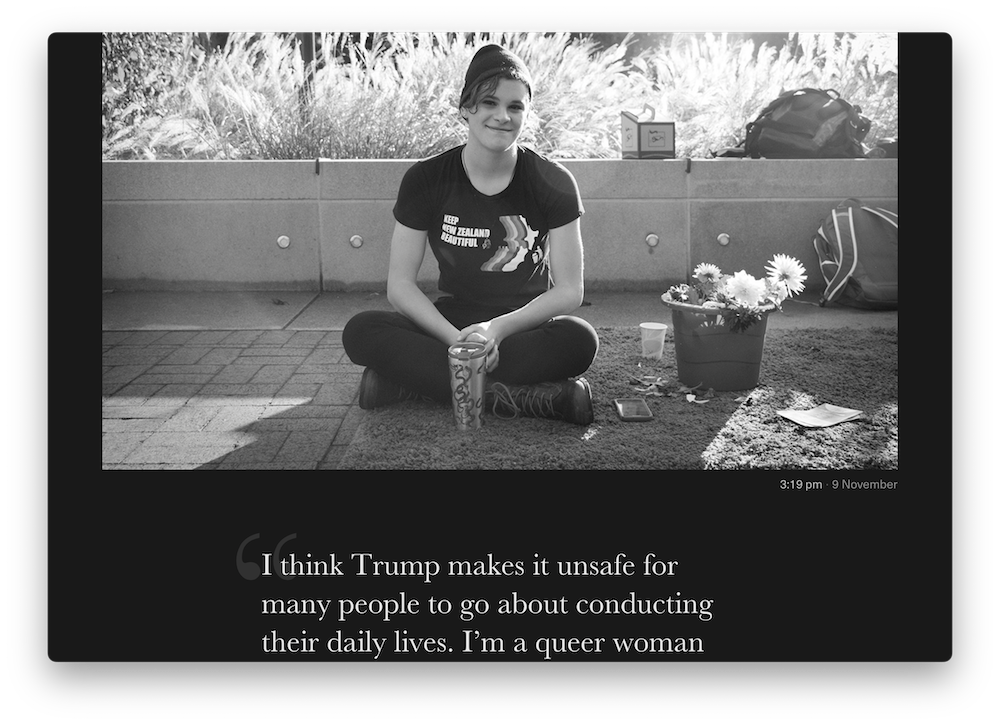 KEEP
NEW ZEALAND
BEAUTIFUL
3:19 pm · 9 November
“I think Trump makes it unsafe for
many people to go about conducting
their daily lives. I’m a queer woman